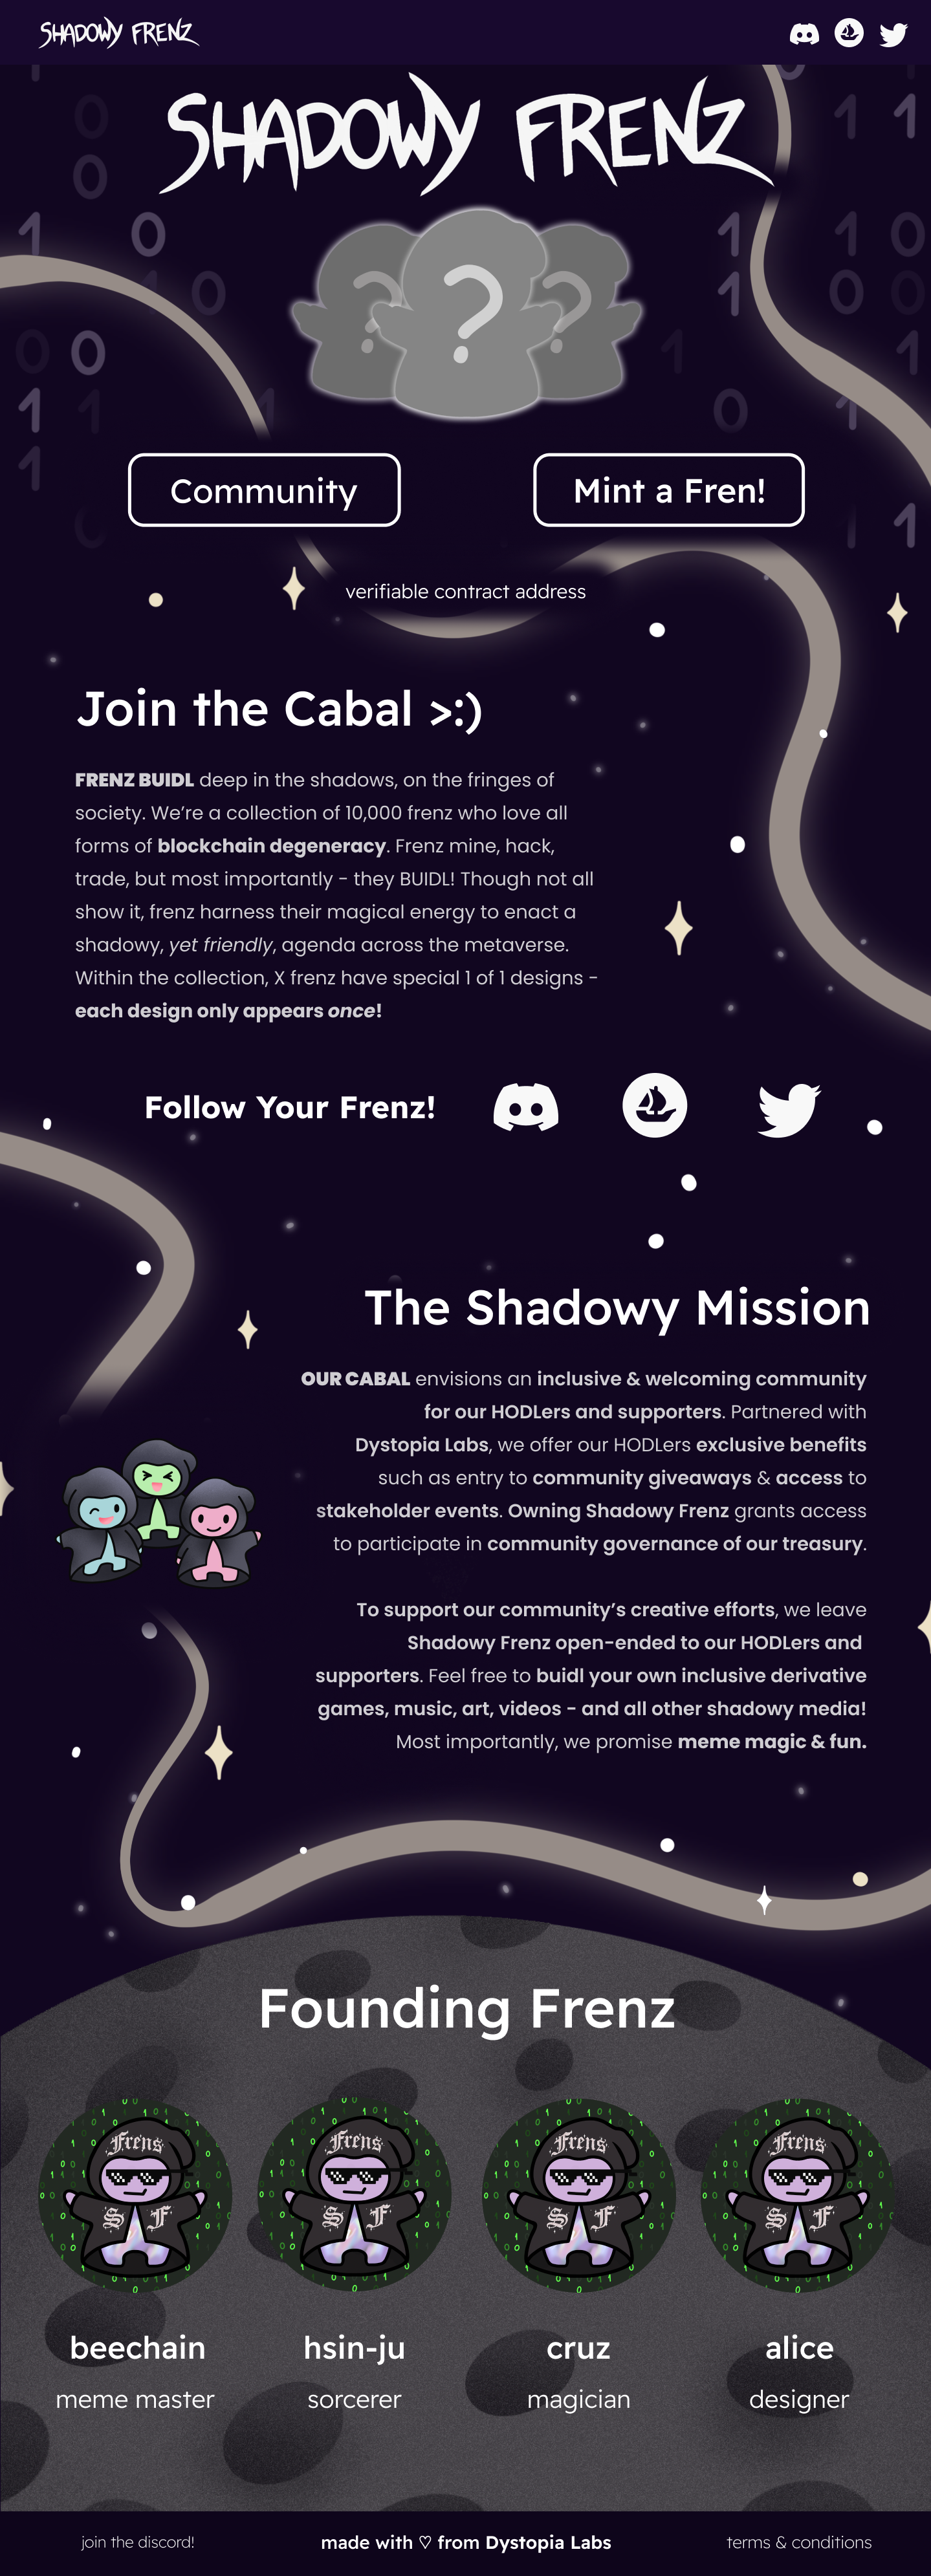 SHADOWY FRENZ
SHADOWY FRENZ
? ? ?
Community
Mint a Fren!
verifiable contract address
Join the Cabal >:)
FRENZ BUIDL deep in the shadows, on the fringes of
society. We’re a collection of 10,000 frenz who love all
forms of blockchain degeneracy. Frenz mine, hack,
trade, but most importantly - they BUIDL! Though not all
show it, frenz harness their magical energy to enact a
shadowy, yet friendly, agenda across the metaverse.
Within the collection, X frenz have special 1 of 1 designs -
each design only appears once!
Follow Your Frenz!
The Shadowy Mission
OUR CABAL envisions an inclusive & welcoming community
for our HODLers and supporters. Partnered with
Dystopia Labs, we offer our HODLers exclusive benefits
such as entry to community giveaways & access to
stakeholder events. Owning Shadowy Frenz grants access
to participate in community governance of our treasury.
To support our community’s creative efforts, we leave
Shadowy Frenz open-ended to our HODLers and
supporters. Feel free to buidl your own inclusive derivative
games, music, art, videos - and all other shadowy media!
Most importantly, we promise meme magic & fun.
Founding Frenz
Frens
S F
Frens
S F
Frens
S F
Frens
S F
beechain
meme master
hsin-ju
sorcerer
cruz
magician
alice
designer
join the discord!
made with ♡ from Dystopia Labs
terms & conditions